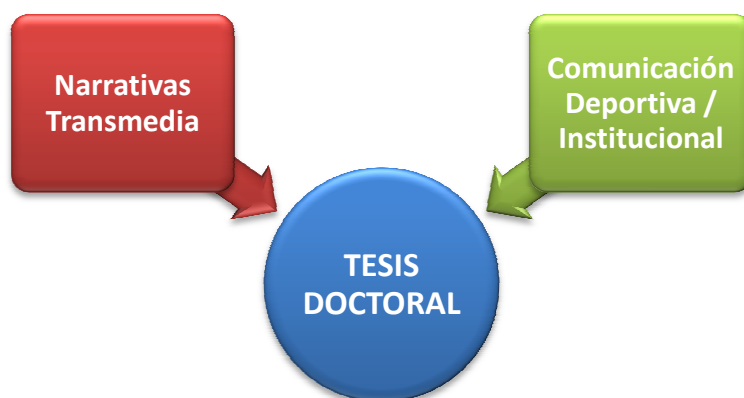 Narrativas
Transmedia
Comunicación
Deportiva /
Institucional
TESIS
DOCTORAL